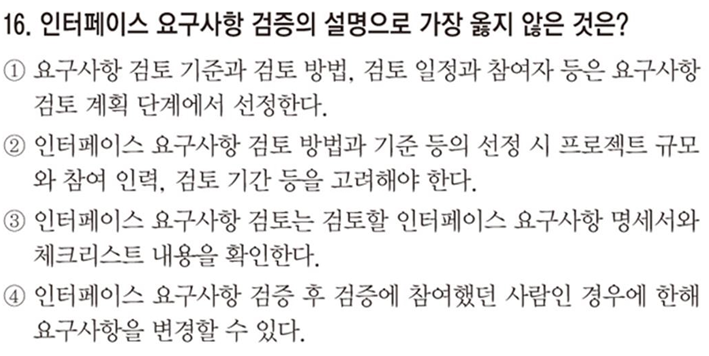 16. 인터페이스 요구사항 검증의 설명으로 가장 옳지 않은 것은?
① 요구사항 검토 기준과 검토 방법, 검토 일정과 참여자 등은 요구사항
검토 계획 단계에서 선정한다.
② 인터페이스 요구사항 검토 방법과 기준 등의 선정 시 프로젝트 규모
와 참여 인력, 검토 기간 등을 고려해야 한다.
③ 인터페이스 요구사항 검토는 검토할 인터페이스 요구사항 명세서와
체크리스트 내용을 확인한다.
④ 인터페이스 요구사항 검증 후 검증에 참여했던 사람인 경우에 한해
요구사항을 변경할 수 있다.